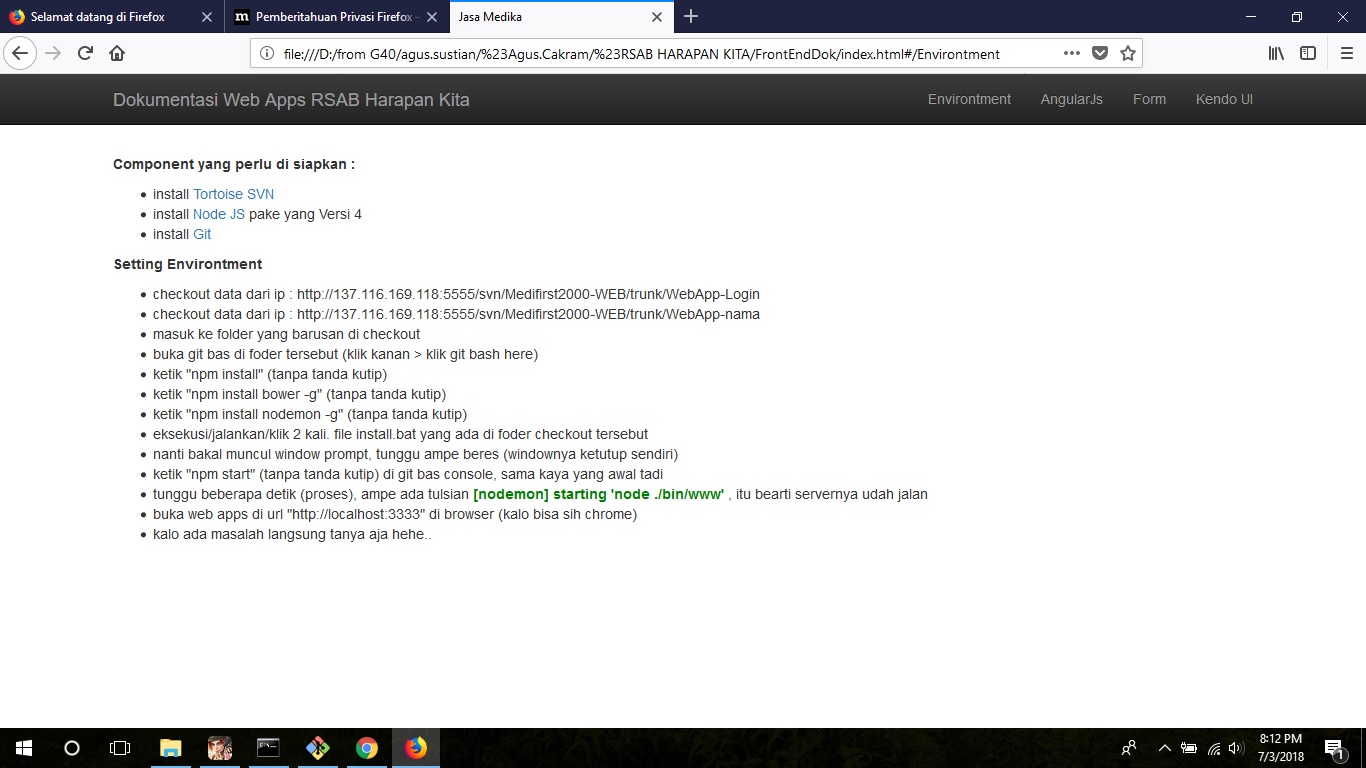 Selamat datang di Firefox
Pemberitahuan Privasi Firefox –
Jasa Medika
file:///D:/from G40/agus.sustian/%23Agus.Cakram/%23RSAB HARAPAN KITA/FrontEndDok/index.html#/Environtment
Dokumentasi Web Apps RSAB Harapan Kita
Environtment
AngularJs
Form
Kendo UI
Component yang perlu di siapkan :
install Tortoise SVN
install Node JS pake yang Versi 4
install Git
Setting Environtment
checkout data dari ip : http://137.116.169.118:5555/svn/Medifirst2000-WEB/trunk/WebApp-Login
checkout data dari ip : http://137.116.169.118:5555/svn/Medifirst2000-WEB/trunk/WebApp-nama
masuk ke folder yang barusan di checkout
buka git bas di foder tersebut (klik kanan > klik git bash here)
ketik "npm install" (tanpa tanda kutip)
ketik "npm install bower -g" (tanpa tanda kutip)
ketik "npm install nodemon -g" (tanpa tanda kutip)
eksekusi/jalankan/klik 2 kali. file install.bat yang ada di foder checkout tersebut
nanti bakal muncul window prompt, tunggu ampe beres (windownya ketutup sendiri)
ketik "npm start" (tanpa tanda kutip) di git bas console, sama kaya yang awal tadi
tunggu beberapa detik (proses), ampe ada tulsian [nodemon] starting 'node ./bin/www' , itu bearti servernya udah jalan
buka web apps di url "http://localhost:3333" di browser (kalo bisa sih chrome)
kalo ada masalah langsung tanya aja hehe..
8:12 PM
7/3/2018
1